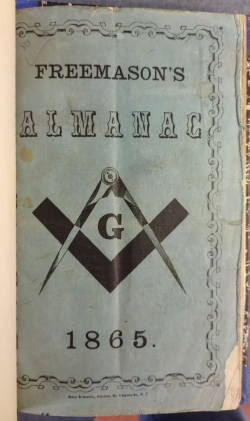 FREEMASON'S
ALMANAC
G
1865.